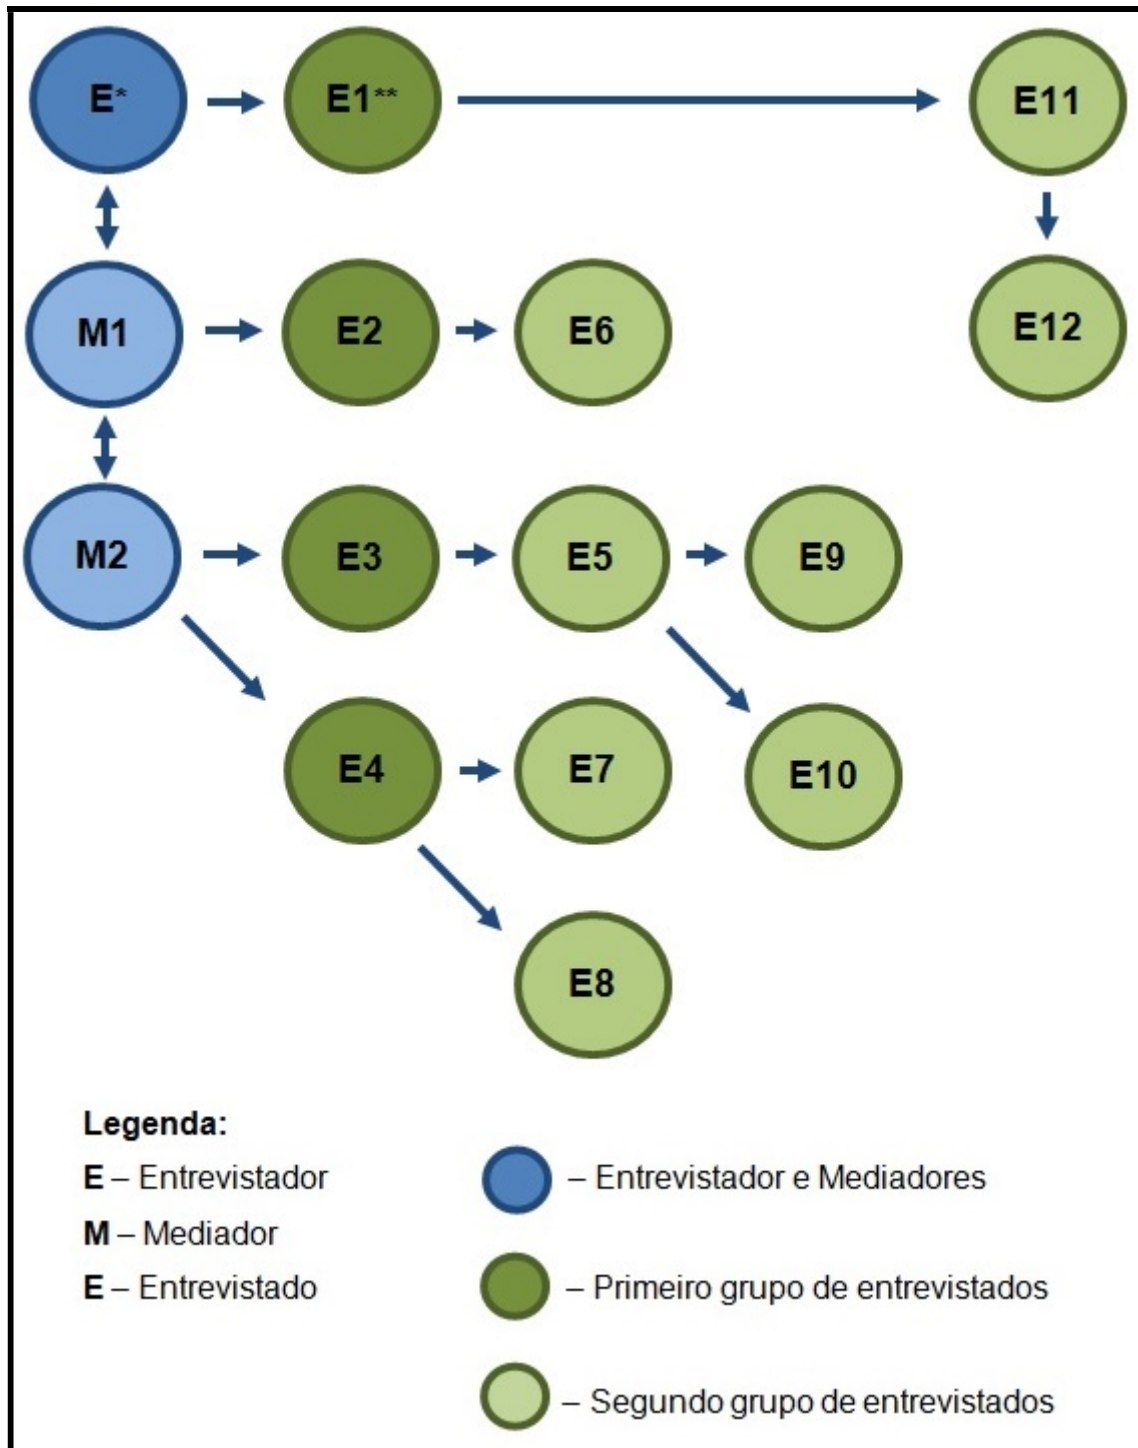 E*
E1**
E11
M1
E2
E6
E12
M2
E3
E5
E9
E4
E7
E10
E8
Legenda:
E – Entrevistador
– Entrevistador e Mediadores
M – Mediador
E – Entrevistado
– Primeiro grupo de entrevistados
– Segundo grupo de entrevistados